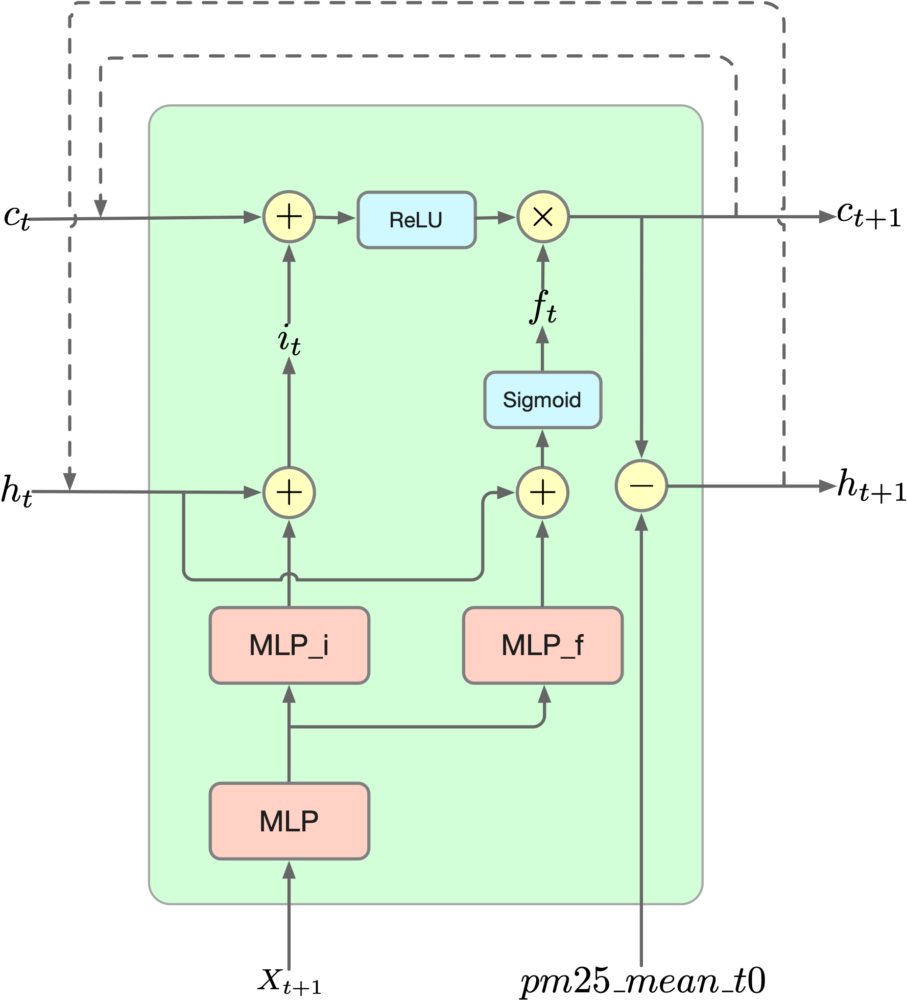 ReLU
c_t
c_{t+1}
f_t
i_t
Sigmoid
h_t
h_{t+1}
MLP_i
MLP_f
MLP
X_{t+1}
pm25_mean_t0